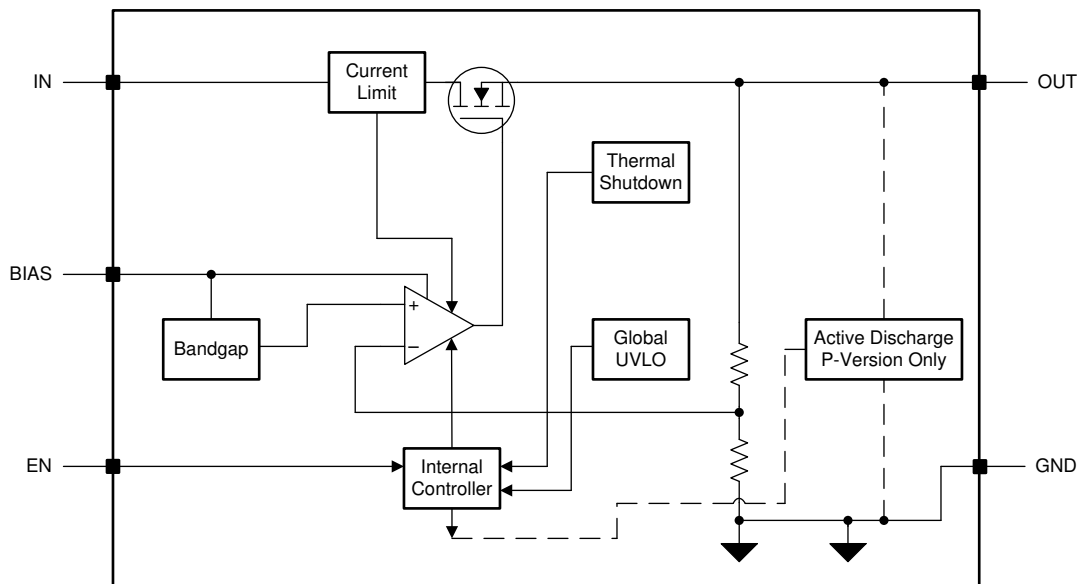 IN
Current
Limit
OUT
Thermal
Shutdown
BIAS
+
−
Bandgap
Global
UVLO
Active Discharge
P-Version Only
EN
Internal
Controller
GND